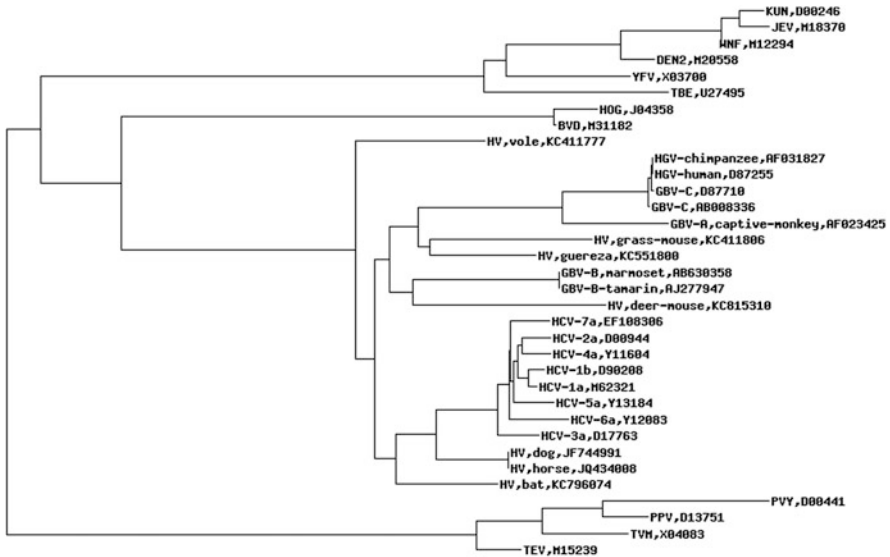 KUN,D00246
JEV,M18370
WNF,M12294
DEN2,M20558
YFV,X03700
TBE,U27495
HOG,J04358
BVD,M31182
HV,vole,KC411777
HGV-chimpanzee,AF031827
HGV-human,D87255
GBV-C,D87710
GBV-C,AB008336
GBV-A,captive-monkey,AF023425
HV,grass-mouse,KC411806
HV,guereza,KC551800
GBV-B,marmoset,AB630358
GBV-B-tamarin,AJ277947
HV,deer-mouse,KC815310
HCV-7a,EF108306
HCV-2a,D00944
HCV-4a,Y11604
HCV-1b,D90208
HCV-1a,M62321
HCV-5a,Y13184
HCV-6a,Y12083
HCV-3a,D17763
HV,dog,JF744991
HV,horse,JQ434008
HV,bat,KC796074
PVY,D00441
PPV,D13751
TVM,X04083
TEV,M15239